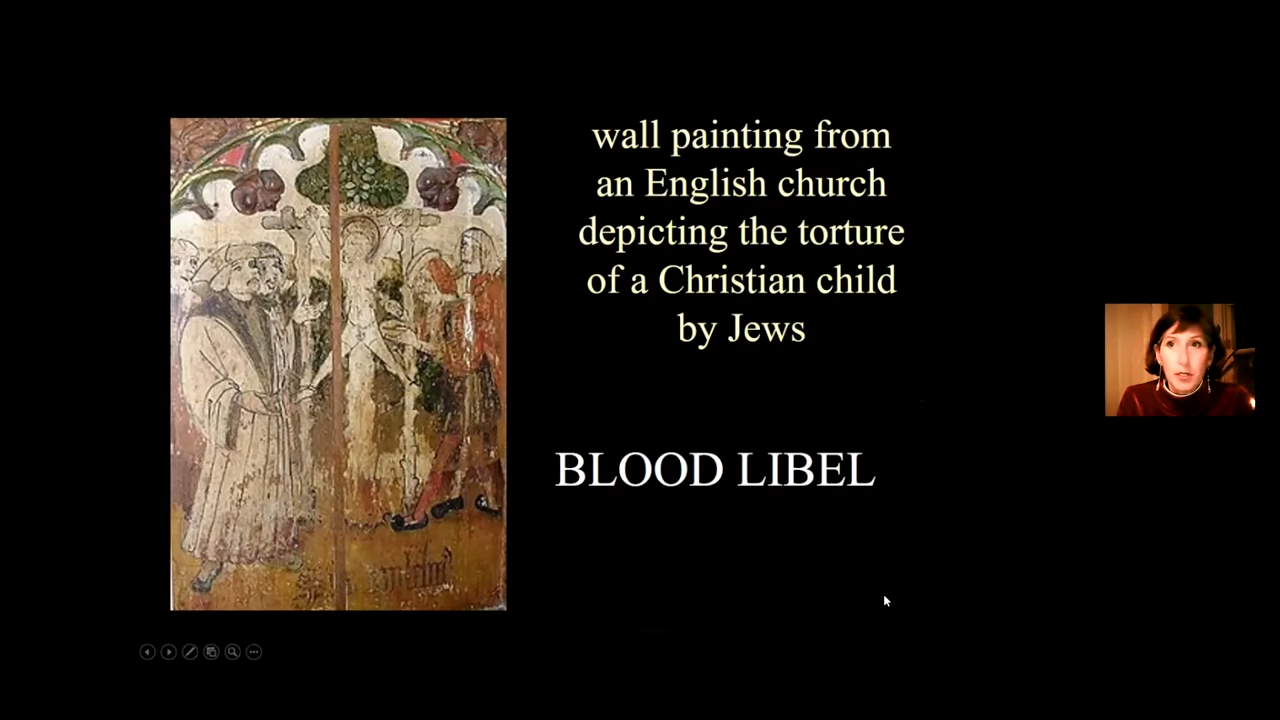 wall painting from
an English church
depicting the torture
of a Christian child
by Jews
BLOOD LIBEL